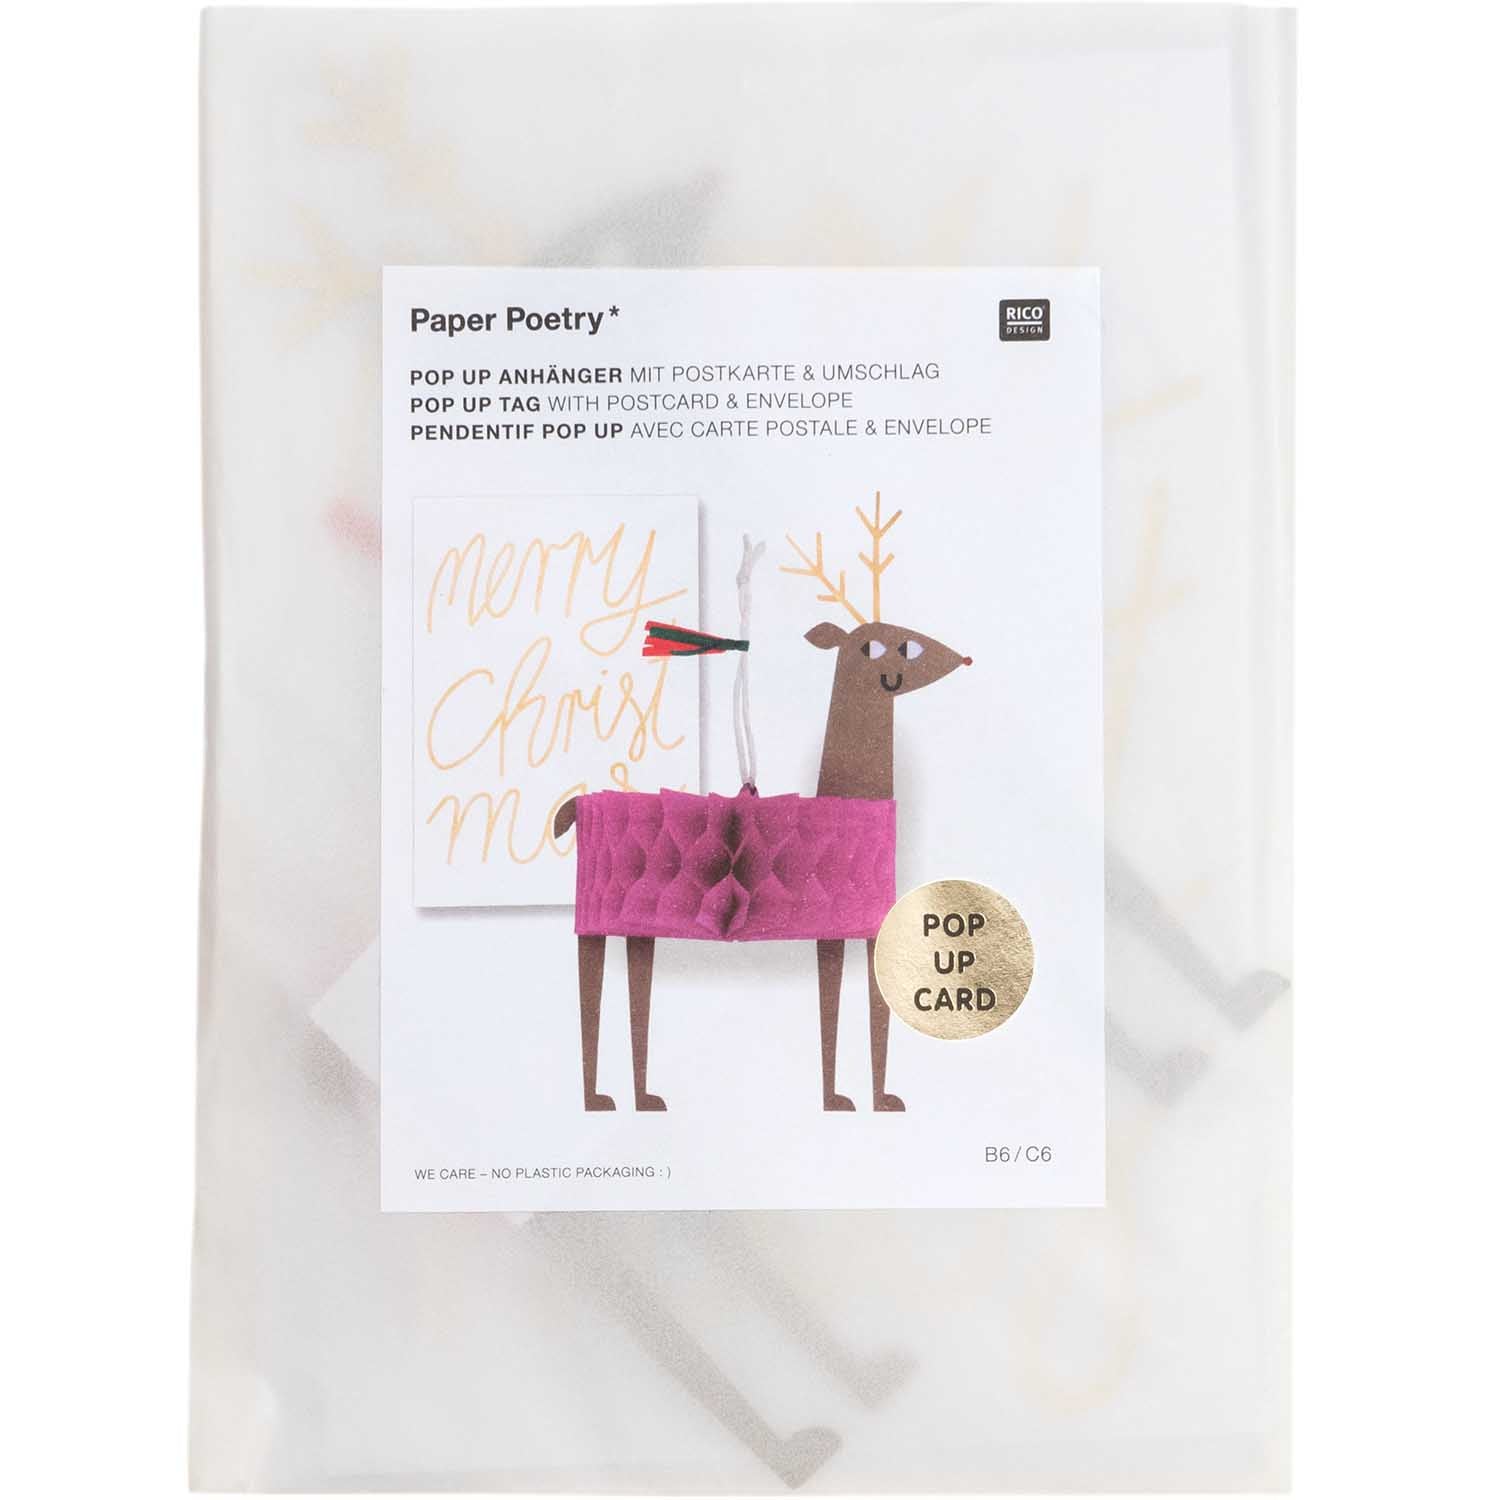 Paper Poetry*
RICO
DESIGN
POP UP ANHÄNGER MIT POSTKARTE & UMSCHLAG
POP UP TAG WITH POSTCARD & ENVELOPE
PENDENTIF POP UP AVEC CARTE POSTALE & ENVELOPE
merry
Christ
mas
POP
UP
CARD
B6 / C6
WE CARE – NO PLASTIC PACKAGING : )